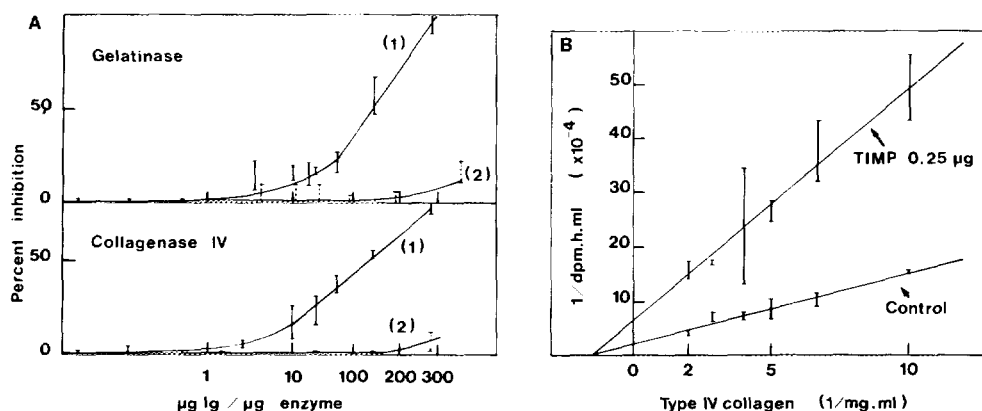 A
Gelatinase
(1)
(2)
5,0
0
Collagenase IV
(1)
(2)
50
0
Percent inhibition
1 10 100 200 300
µg Ig / µg enzyme
B
50
40
30
20
10
1/dpm.h.ml (x10-4)
TIMP 0.25 µg
Control
0 2 5 10
Type IV collagen (1/mg.ml)